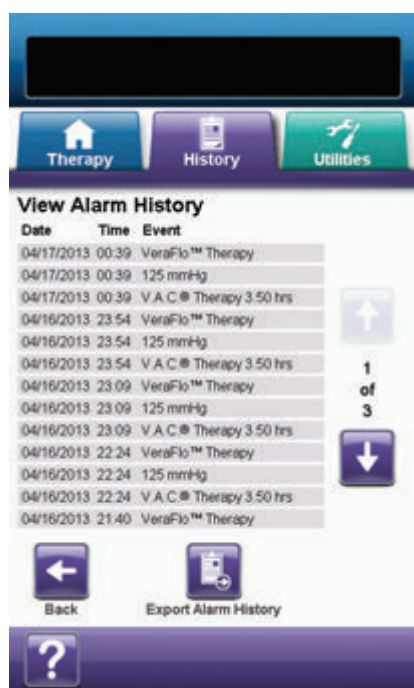 Therapy History Utilities
View Alarm History
Date Time Event
04/17/2013 00:39 VeraFlo™ Therapy
04/17/2013 00:39 125 mmHg
04/17/2013 00:39 V.A.C.® Therapy 3.50 hrs
04/16/2013 23:54 VeraFlo™ Therapy
04/16/2013 23:54 125 mmHg
04/16/2013 23:54 V.A.C.® Therapy 3.50 hrs
04/16/2013 23:09 VeraFlo™ Therapy
04/16/2013 23:09 125 mmHg
04/16/2013 23:09 V.A.C.® Therapy 3.50 hrs
04/16/2013 22:24 VeraFlo™ Therapy
04/16/2013 22:24 125 mmHg
04/16/2013 22:24 V.A.C.® Therapy 3.50 hrs
04/16/2013 21:40 VeraFlo™ Therapy
1
of
3
Back Export Alarm History
?